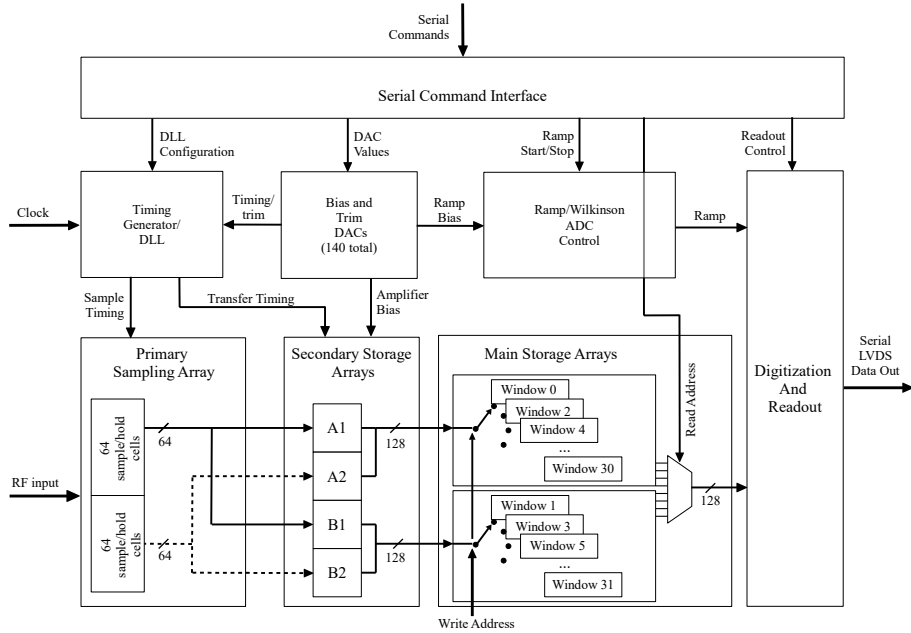 Serial
Commands
Serial Command Interface
DLL
Configuration
DAC
Values
Ramp
Start/Stop
Readout
Control
Clock
Timing
Generator/
DLL
Timing/
trim
Bias and
Trim
DACs
(140 total)
Ramp
Bias
Ramp/Wilkinson
ADC
Control
Ramp
Sample
Timing
Transfer Timing
Amplifier
Bias
Primary
Sampling Array
Secondary Storage
Arrays
Main Storage Arrays
Digitization
And
Readout
Serial
LVDS
Data Out
RF input
64
sample/hold
cells
64
64
sample/hold
cells
64
A1
A2
B1
B2
128
128
Window 0
Window 2
Window 4
...
Window 30
Window 1
Window 3
Window 5
...
Window 31
Read Address
128
Write Address